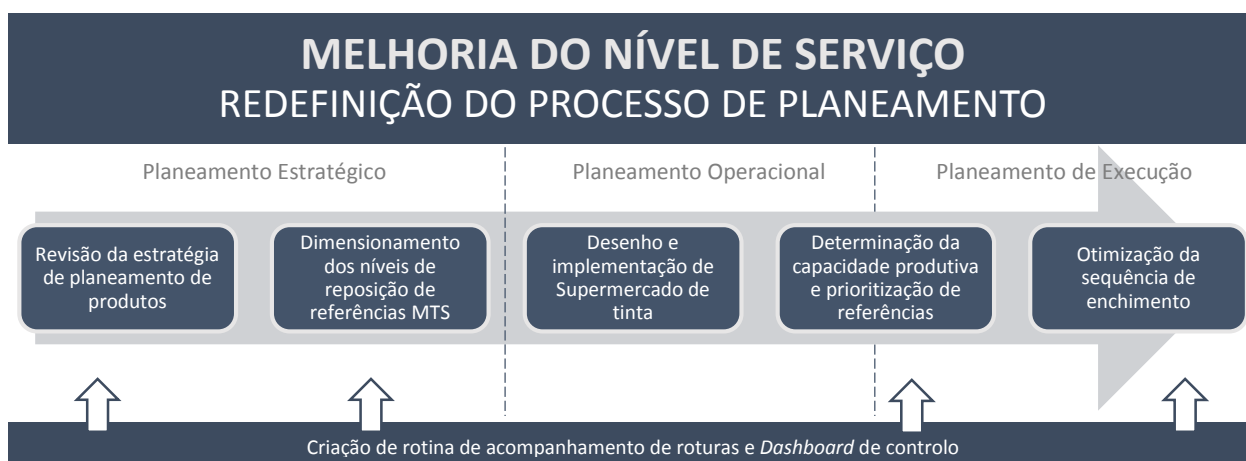 MELHORIA DO NÍVEL DE SERVIÇO
REDEFINIÇÃO DO PROCESSO DE PLANEAMENTO
Planeamento Estratégico
Planeamento Operacional
Planeamento de Execução
Revisão da estratégia
de planeamento de
produtos
Dimensionamento
dos níveis de
reposição de
referências MTS
Desenho e
implementação de
Supermercado de
tinta
Determinação da
capacidade produtiva
e prioritização de
referências
Otimização da
sequência de
enchimento
Criação de rotina de acompanhamento de roturas e Dashboard de controlo